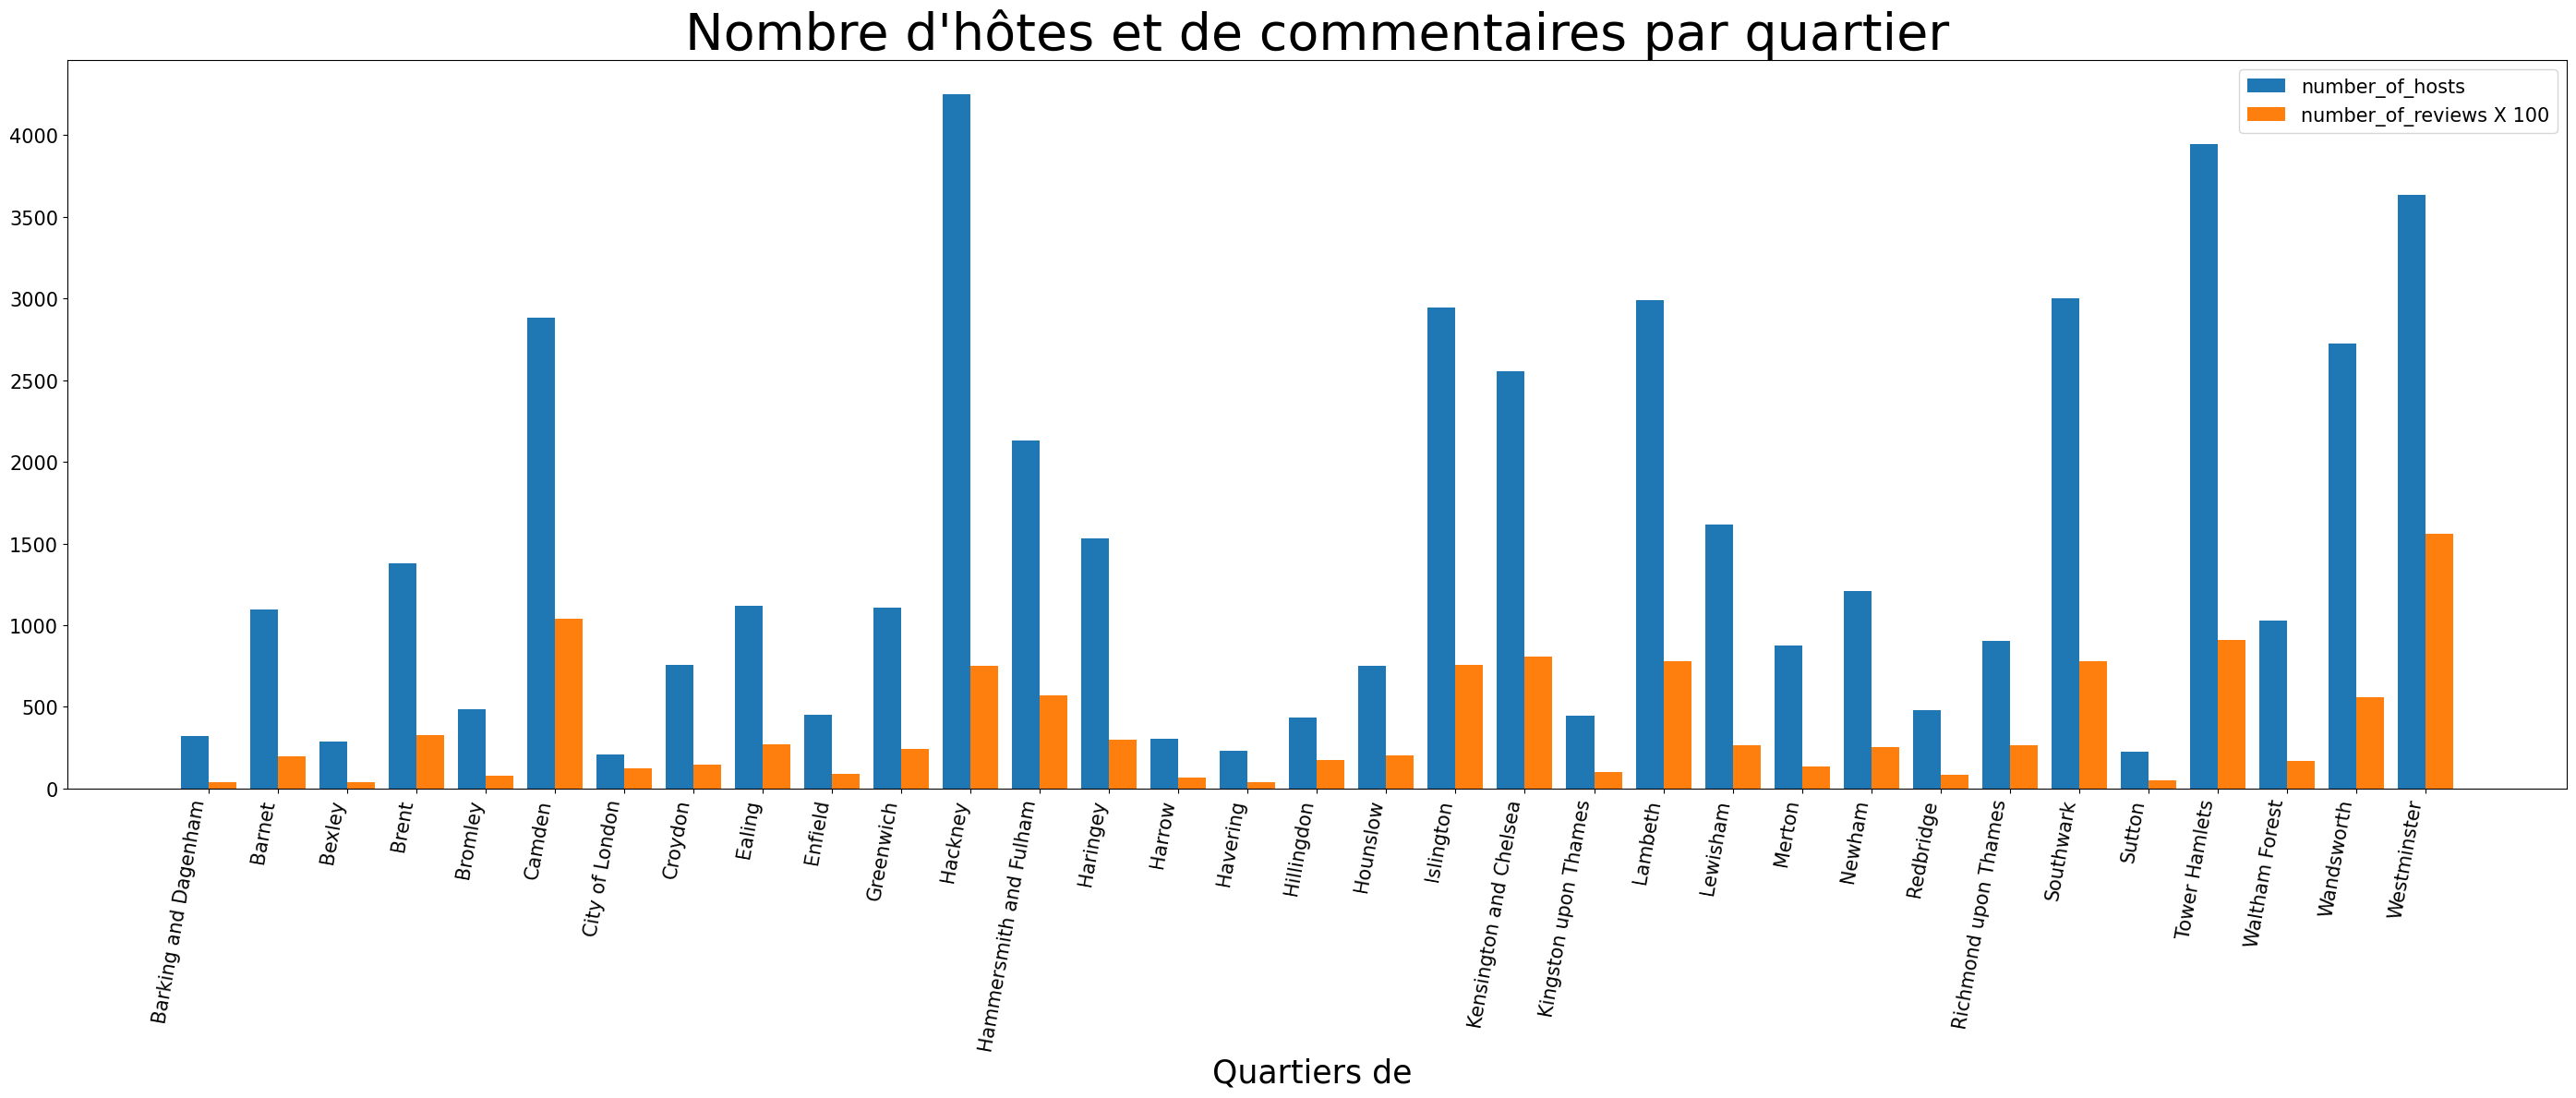 Nombre d'hôtes et de commentaires par quartier
number_of_hosts
number_of_reviews X 100
4000
3500
3000
2500
2000
1500
1000
500
0
Barking and Dagenham
Barnet
Bexley
Brent
Bromley
Camden
City of London
Croydon
Ealing
Enfield
Greenwich
Hackney
Hammersmith and Fulham
Haringey
Harrow
Havering
Hillingdon
Hounslow
Islington
Kensington and Chelsea
Kingston upon Thames
Lambeth
Lewisham
Merton
Newham
Redbridge
Richmond upon Thames
Southwark
Sutton
Tower Hamlets
Waltham Forest
Wandsworth
Westminster
Quartiers de